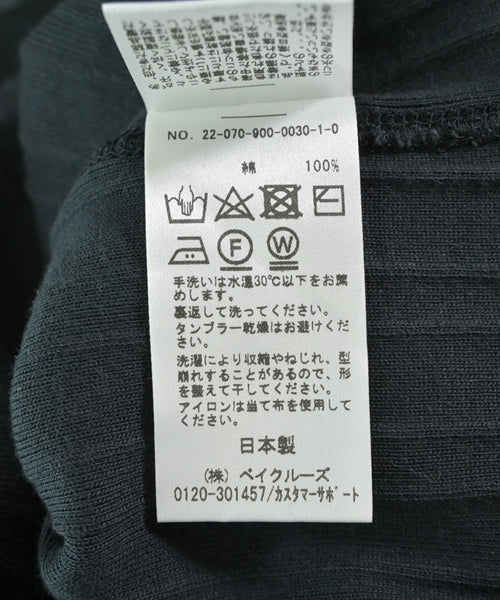 NO. 22-070-900-0030-1-0
綿 100%
F W
手洗いは水温30℃以下をお薦
めします。
裏返して洗ってください。
タンブラー乾燥はお避けくださ
い。
洗濯により収縮やねじれ、型
崩れすることがあるので、形
を整えて干してください。
アイロンは当て布を使用して
ください。
日本製
(株) ベイクルーズ
0120-301457/カスタマーサポート